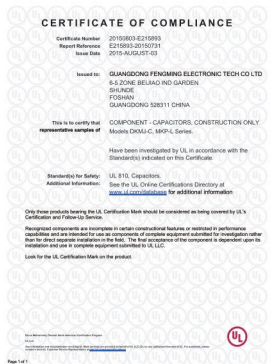 CERTIFICATE OF COMPLIANCE
Certificate Number 20150803-E215893
Report Reference E215893-20150731
Issue Date 2015-AUGUST-03
Issued to: GUANGDONG FENGMING ELECTRONIC TECH CO LTD
6-5 ZONE BEIJIAO IND GARDEN
SHUNDE
FOSHAN
GUANGDONG 528311 CHINA
This is to certify that COMPONENT - CAPACITORS, CONSTRUCTION ONLY
representative samples of Models DKMJ-C, MKP-L Series.
Have been investigated by UL in accordance with the
Standard(s) indicated on this Certificate.
Standard(s) for Safety: UL 810, Capacitors.
Additional Information: See the UL Online Certifications Directory at
www.ul.com/database for additional information
Only those products bearing the UL Certification Mark should be considered as being covered by UL's
Certification and Follow-Up Service.
Recognized components are incomplete in certain constructional features or restricted in performance
capabilities and are intended for use as components of complete equipment submitted for investigation rather
than for direct separate installation in the field. The final acceptance of the component is dependent upon its
installation and use in complete equipment submitted to UL LLC.
Look for the UL Certification Mark on the product.
UL
Page 1 of 1